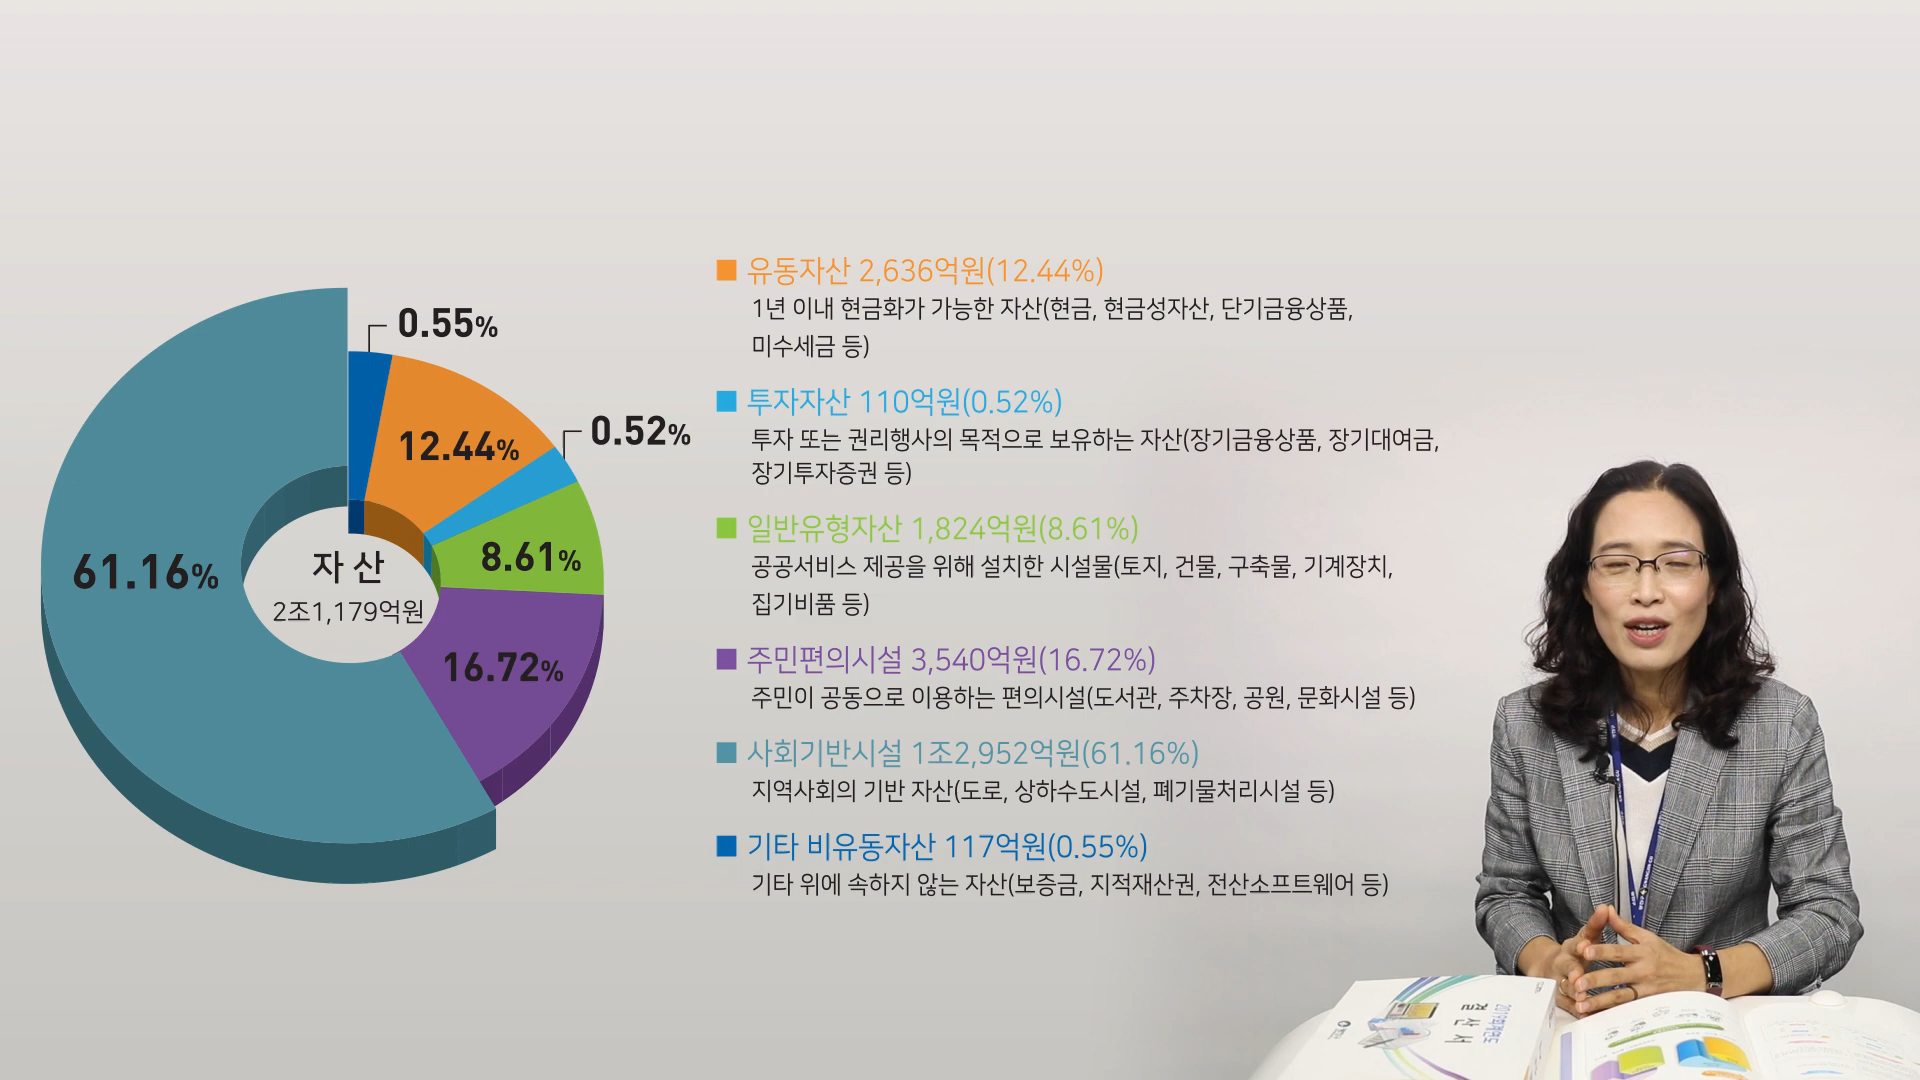 0.55%
12.44%
0.52%
8.61%
61.16%
16.72%
자 산
2조1,179억원
유동자산 2,636억원(12.44%)
1년 이내 현금화가 가능한 자산(현금, 현금성자산, 단기금융상품,
미수세금 등)
투자자산 110억원(0.52%)
투자 또는 권리행사의 목적으로 보유하는 자산(장기금융상품, 장기대여금,
장기투자증권 등)
일반유형자산 1,824억원(8.61%)
공공서비스 제공을 위해 설치한 시설물(토지, 건물, 구축물, 기계장치,
집기비품 등)
주민편의시설 3,540억원(16.72%)
주민이 공동으로 이용하는 편의시설(도서관, 주차장, 공원, 문화시설 등)
사회기반시설 1조2,952억원(61.16%)
지역사회의 기반 자산(도로, 상하수도시설, 폐기물처리시설 등)
기타 비유동자산 117억원(0.55%)
기타 위에 속하지 않는 자산(보증금, 지적재산권, 전산소프트웨어 등)
2019회계연도
결 산 서